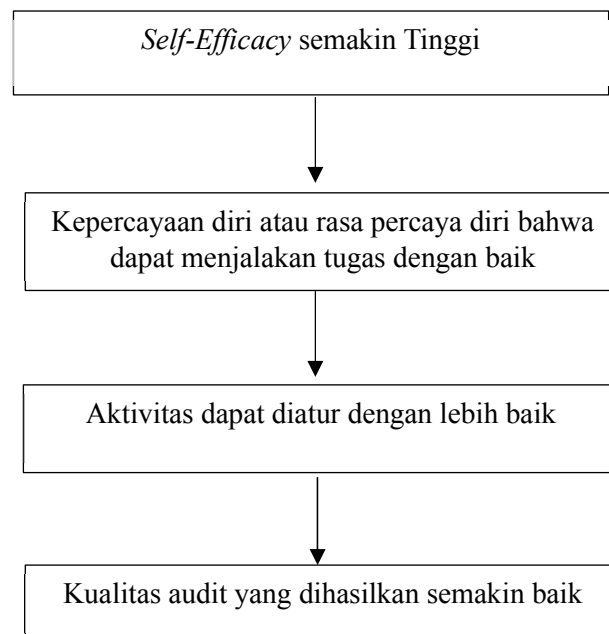 Self-Efficacy semakin Tinggi
Kepercayaan diri atau rasa percaya diri bahwa
dapat menjalakan tugas dengan baik
Aktivitas dapat diatur dengan lebih baik
Kualitas audit yang dihasilkan semakin baik